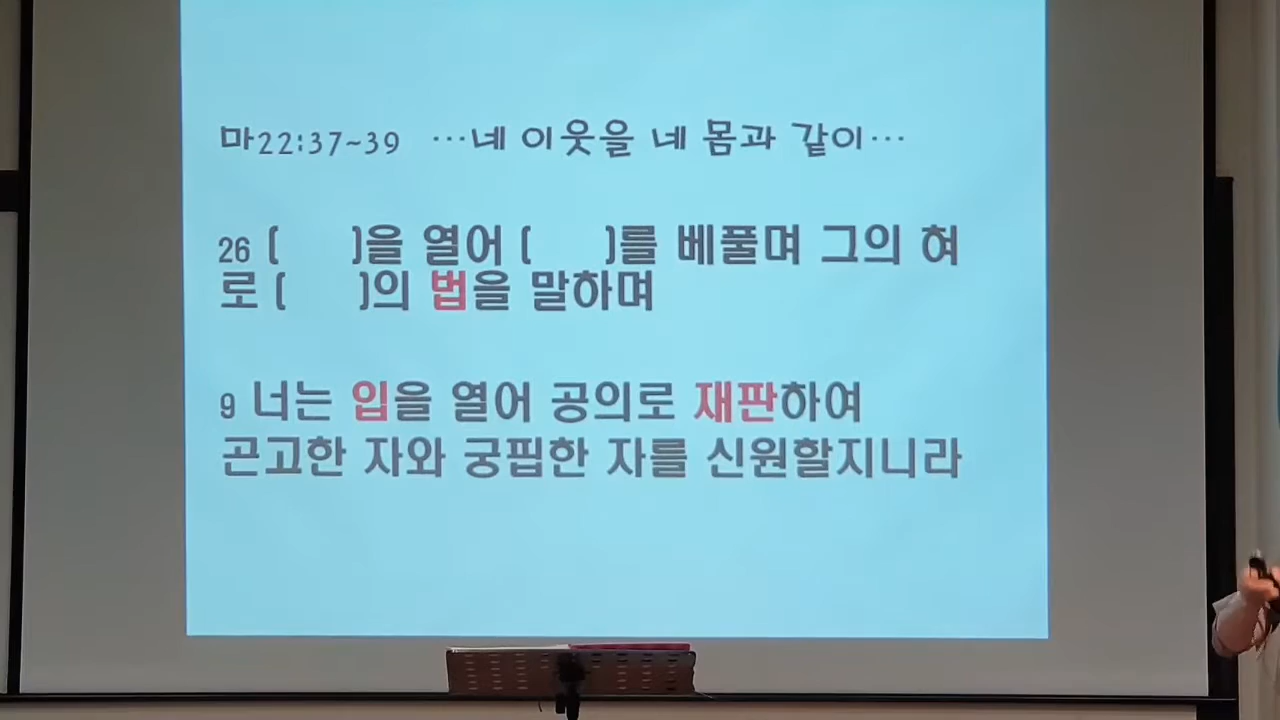 마22:37~39 …네 이웃을 네 몸과 같이…
26 (     )을 열어 (     )를 베풀며 그의 혀
로 (     )의 법을 말하며
9 너는 입을 열어 공의로 재판하여
곤고한 자와 궁핍한 자를 신원할지니라